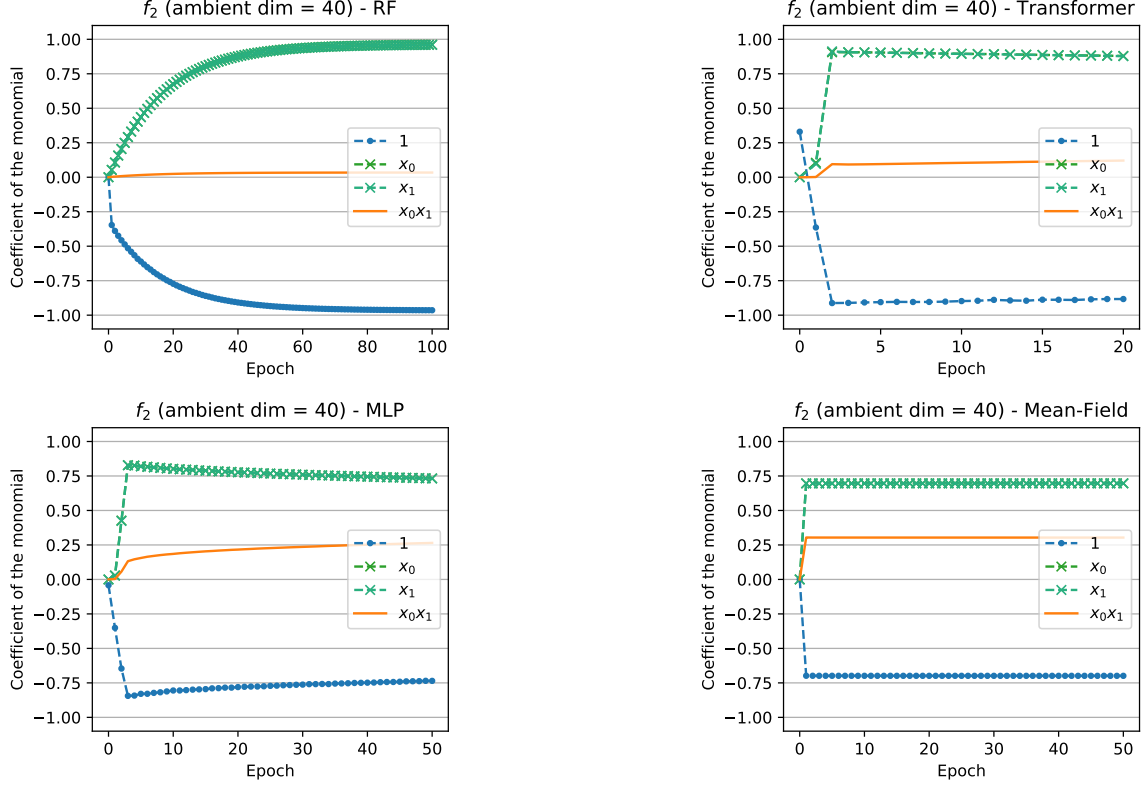 f₂ (ambient dim = 40) - RF
Coefficient of the monomial
1.00
0.75
0.50
0.25
0.00
−0.25
−0.50
−0.75
−1.00
1
x₀
x₁
x₀x₁
0 20 40 60 80 100
Epoch
f₂ (ambient dim = 40) - Transformer
Coefficient of the monomial
1.00
0.75
0.50
0.25
0.00
−0.25
−0.50
−0.75
−1.00
1
x₀
x₁
x₀x₁
0 5 10 15 20
Epoch
f₂ (ambient dim = 40) - MLP
Coefficient of the monomial
1.00
0.75
0.50
0.25
0.00
−0.25
−0.50
−0.75
−1.00
1
x₀
x₁
x₀x₁
0 10 20 30 40 50
Epoch
f₂ (ambient dim = 40) - Mean-Field
Coefficient of the monomial
1.00
0.75
0.50
0.25
0.00
−0.25
−0.50
−0.75
−1.00
1
x₀
x₁
x₀x₁
0 10 20 30 40 50
Epoch